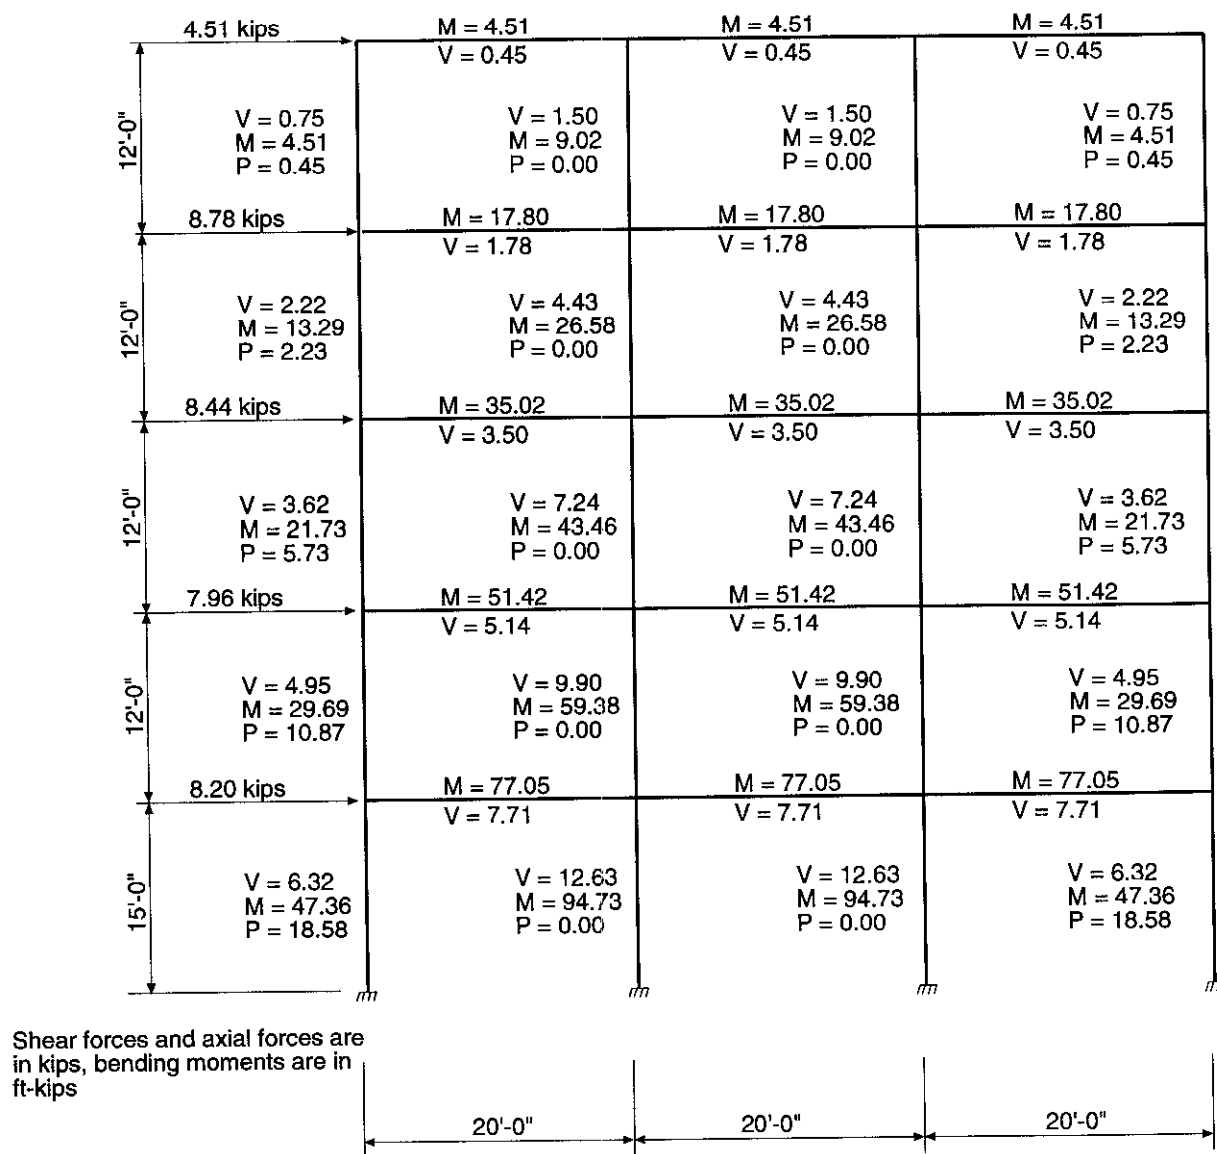 4.51 kips
M = 4.51
M = 4.51
M = 4.51
V = 0.45
V = 0.45
V = 0.45
12'-0"
V = 0.75
M = 4.51
P = 0.45
V = 1.50
M = 9.02
P = 0.00
V = 1.50
M = 9.02
P = 0.00
V = 0.75
M = 4.51
P = 0.45
8.78 kips
M = 17.80
M = 17.80
M = 17.80
V = 1.78
V = 1.78
V = 1.78
12'-0"
V = 2.22
M = 13.29
P = 2.23
V = 4.43
M = 26.58
P = 0.00
V = 4.43
M = 26.58
P = 0.00
V = 2.22
M = 13.29
P = 2.23
8.44 kips
M = 35.02
M = 35.02
M = 35.02
V = 3.50
V = 3.50
V = 3.50
12'-0"
V = 3.62
M = 21.73
P = 5.73
V = 7.24
M = 43.46
P = 0.00
V = 7.24
M = 43.46
P = 0.00
V = 3.62
M = 21.73
P = 5.73
7.96 kips
M = 51.42
M = 51.42
M = 51.42
V = 5.14
V = 5.14
V = 5.14
12'-0"
V = 4.95
M = 29.69
P = 10.87
V = 9.90
M = 59.38
P = 0.00
V = 9.90
M = 59.38
P = 0.00
V = 4.95
M = 29.69
P = 10.87
8.20 kips
M = 77.05
M = 77.05
M = 77.05
V = 7.71
V = 7.71
V = 7.71
15'-0"
V = 6.32
M = 47.36
P = 18.58
V = 12.63
M = 94.73
P = 0.00
V = 12.63
M = 94.73
P = 0.00
V = 6.32
M = 47.36
P = 18.58
Shear forces and axial forces are
in kips, bending moments are in
ft-kips
20'-0"
20'-0"
20'-0"